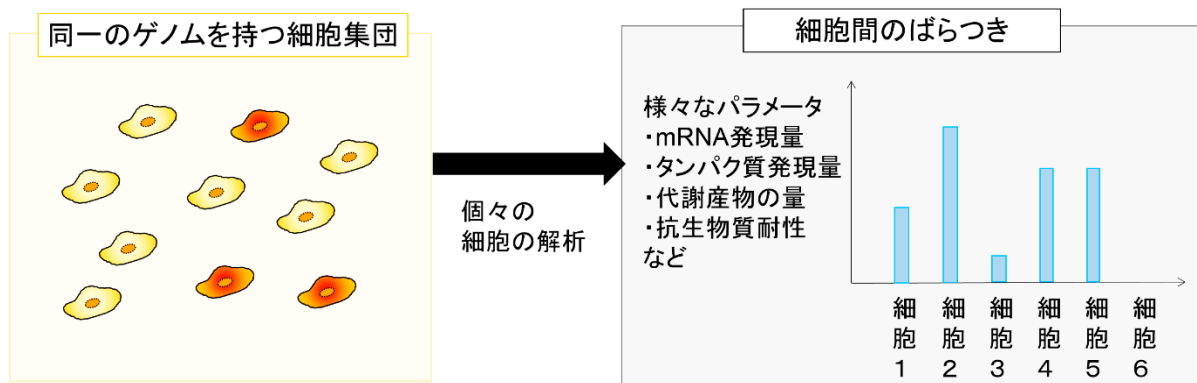 同一のゲノムを持つ細胞集団
個々の
細胞の解析
細胞間のばらつき
様々なパラメータ
・mRNA発現量
・タンパク質発現量
・代謝産物の量
・抗生物質耐性
など
細胞1
細胞2
細胞3
細胞4
細胞5
細胞6